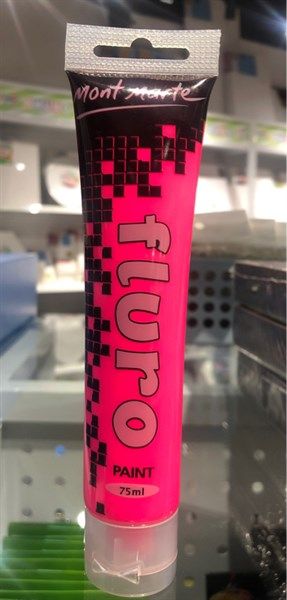 Mont Marte
fluro
PAINT
75ml